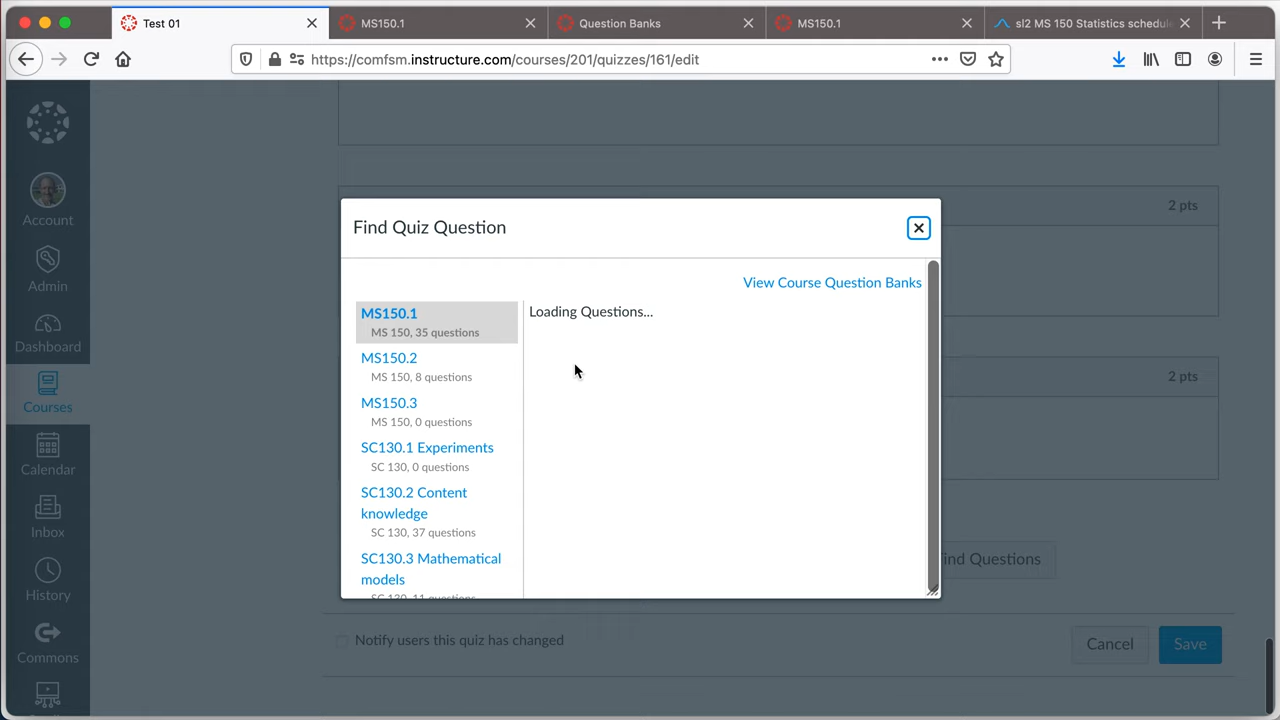 Test 01
MS150.1
Question Banks
MS150.1
sl2 MS 150 Statistics schedule
https://comfsm.instructure.com/courses/201/quizzes/161/edit
Account
Admin
Dashboard
Courses
Calendar
Inbox
History
Commons
2 pts
2 pts
Find Quiz Question
View Course Question Banks
MS150.1
MS 150, 35 questions
MS150.2
MS 150, 8 questions
MS150.3
MS 150, 0 questions
SC130.1 Experiments
SC 130, 0 questions
SC130.2 Content
knowledge
SC 130, 37 questions
SC130.3 Mathematical
models
SC 130, 11 questions
Loading Questions...
ind Questions
Notify users this quiz has changed
Cancel
Save